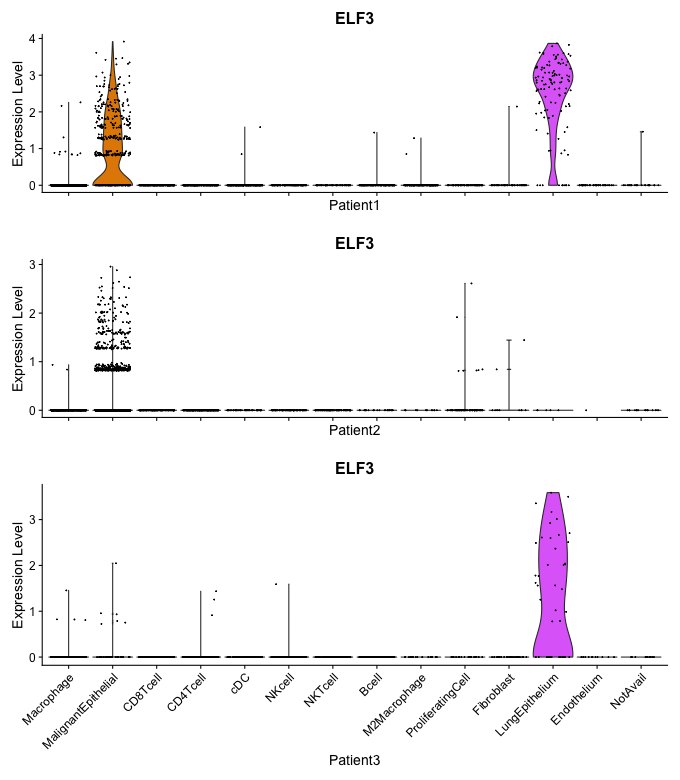 ELF3
Expression Level
4
3
2
1
0
Patient1
ELF3
Expression Level
3
2
1
0
Patient2
ELF3
Expression Level
3
2
1
0
Macrophage
MalignantEpithelial
CD8Tcell
CD4Tcell
cDC
NKcell
NKTcell
Bcell
M2Macrophage
ProliferatingCell
Fibroblast
LungEpithelium
Endothelium
NotAvail
Patient3